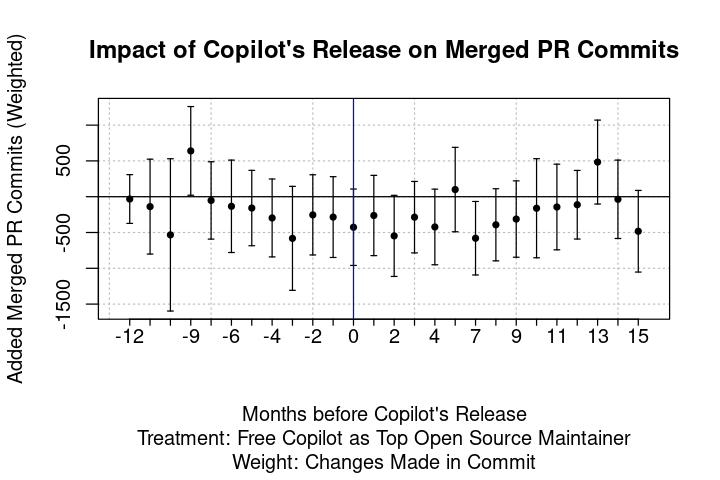 Impact of Copilot's Release on Merged PR Commits
Added Merged PR Commits (Weighted)
500
-500
-1500
-12 -9 -6 -4 -2 0 2 4 7 9 11 13 15
Months before Copilot's Release
Treatment: Free Copilot as Top Open Source Maintainer
Weight: Changes Made in Commit